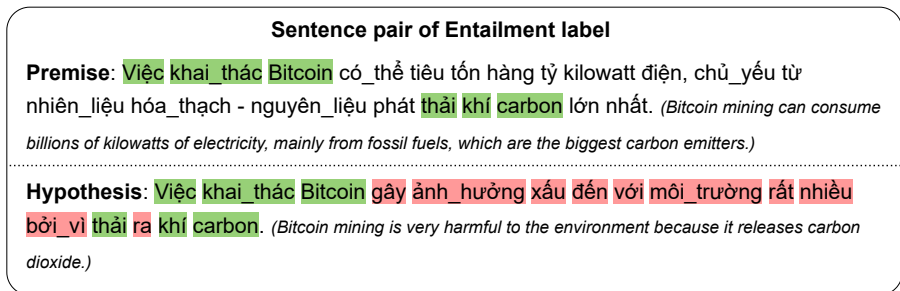 Sentence pair of Entailment label
Premise: Việc khai_thác Bitcoin có_thể tiêu tốn hàng tỷ kilowatt điện, chủ_yếu từ
nhiên_liệu hóa_thạch - nguyên_liệu phát thải khí carbon lớn nhất. (Bitcoin mining can consume
billions of kilowatts of electricity, mainly from fossil fuels, which are the biggest carbon emitters.)
Hypothesis: Việc khai_thác Bitcoin gây ảnh_hưởng xấu đến với môi_trường rất nhiều
bởi_vì thải ra khí carbon. (Bitcoin mining is very harmful to the environment because it releases carbon
dioxide.)